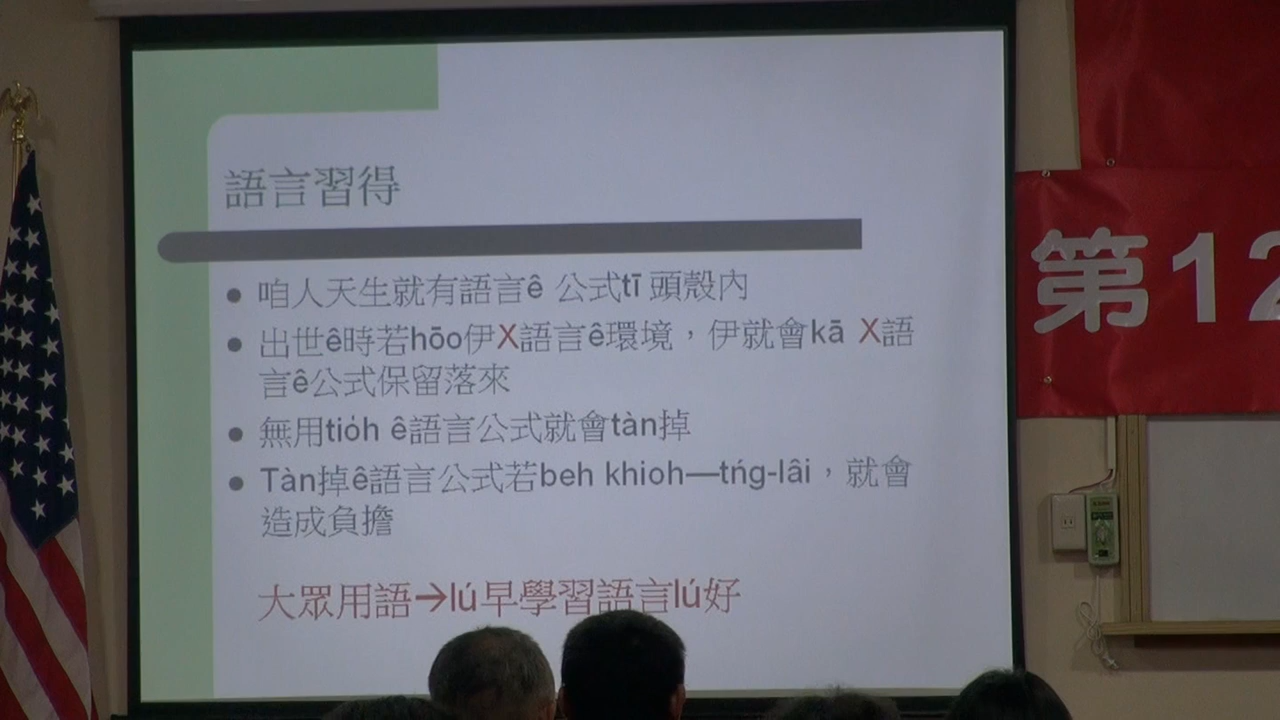 語言習得
咱人天生就有語言ê 公式tī 頭殼內
出世ê時若hōo伊X語言ê環境，伊就會kā X語
言ê公式保留落來
無用tio̍h ê語言公式就會tàn掉
Tàn掉ê語言公式若beh khioh—tńg-lâi，就會
造成負擔
大眾用語→lú早學習語言lú好
第12